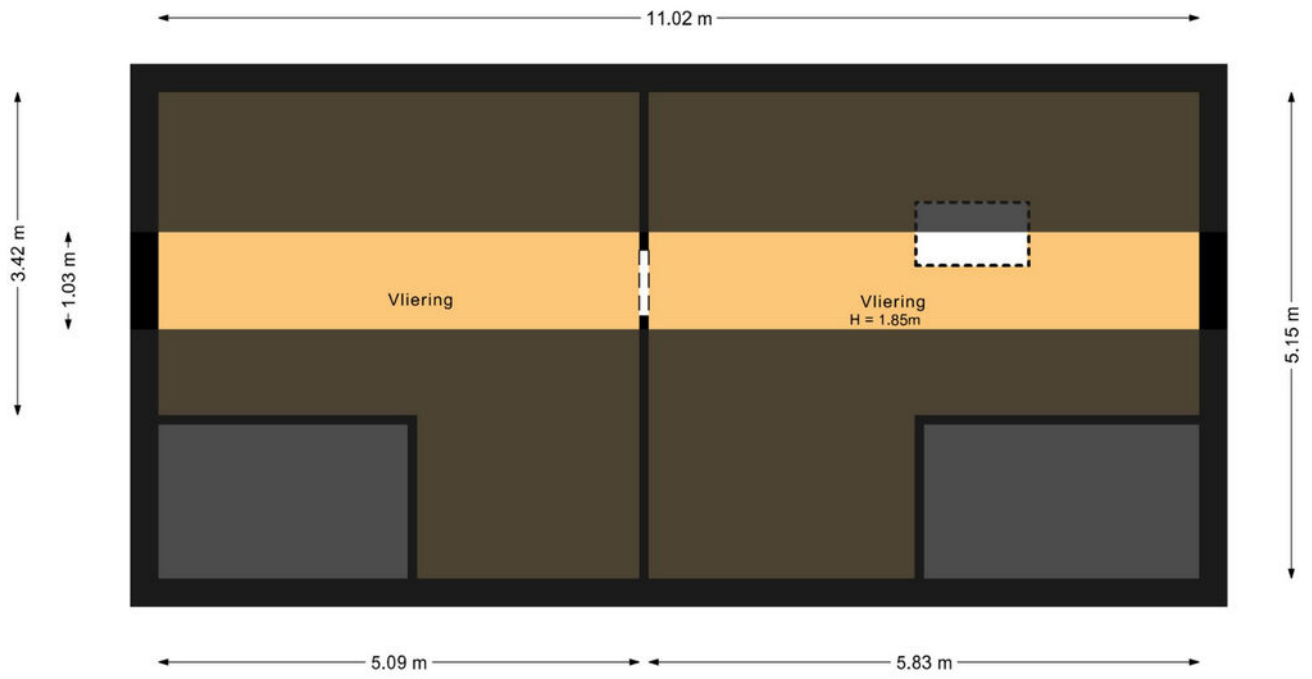 11.02 m
3.42 m
1.03 m
Vliering
Vliering
H = 1.85m
5.15 m
5.09 m
5.83 m